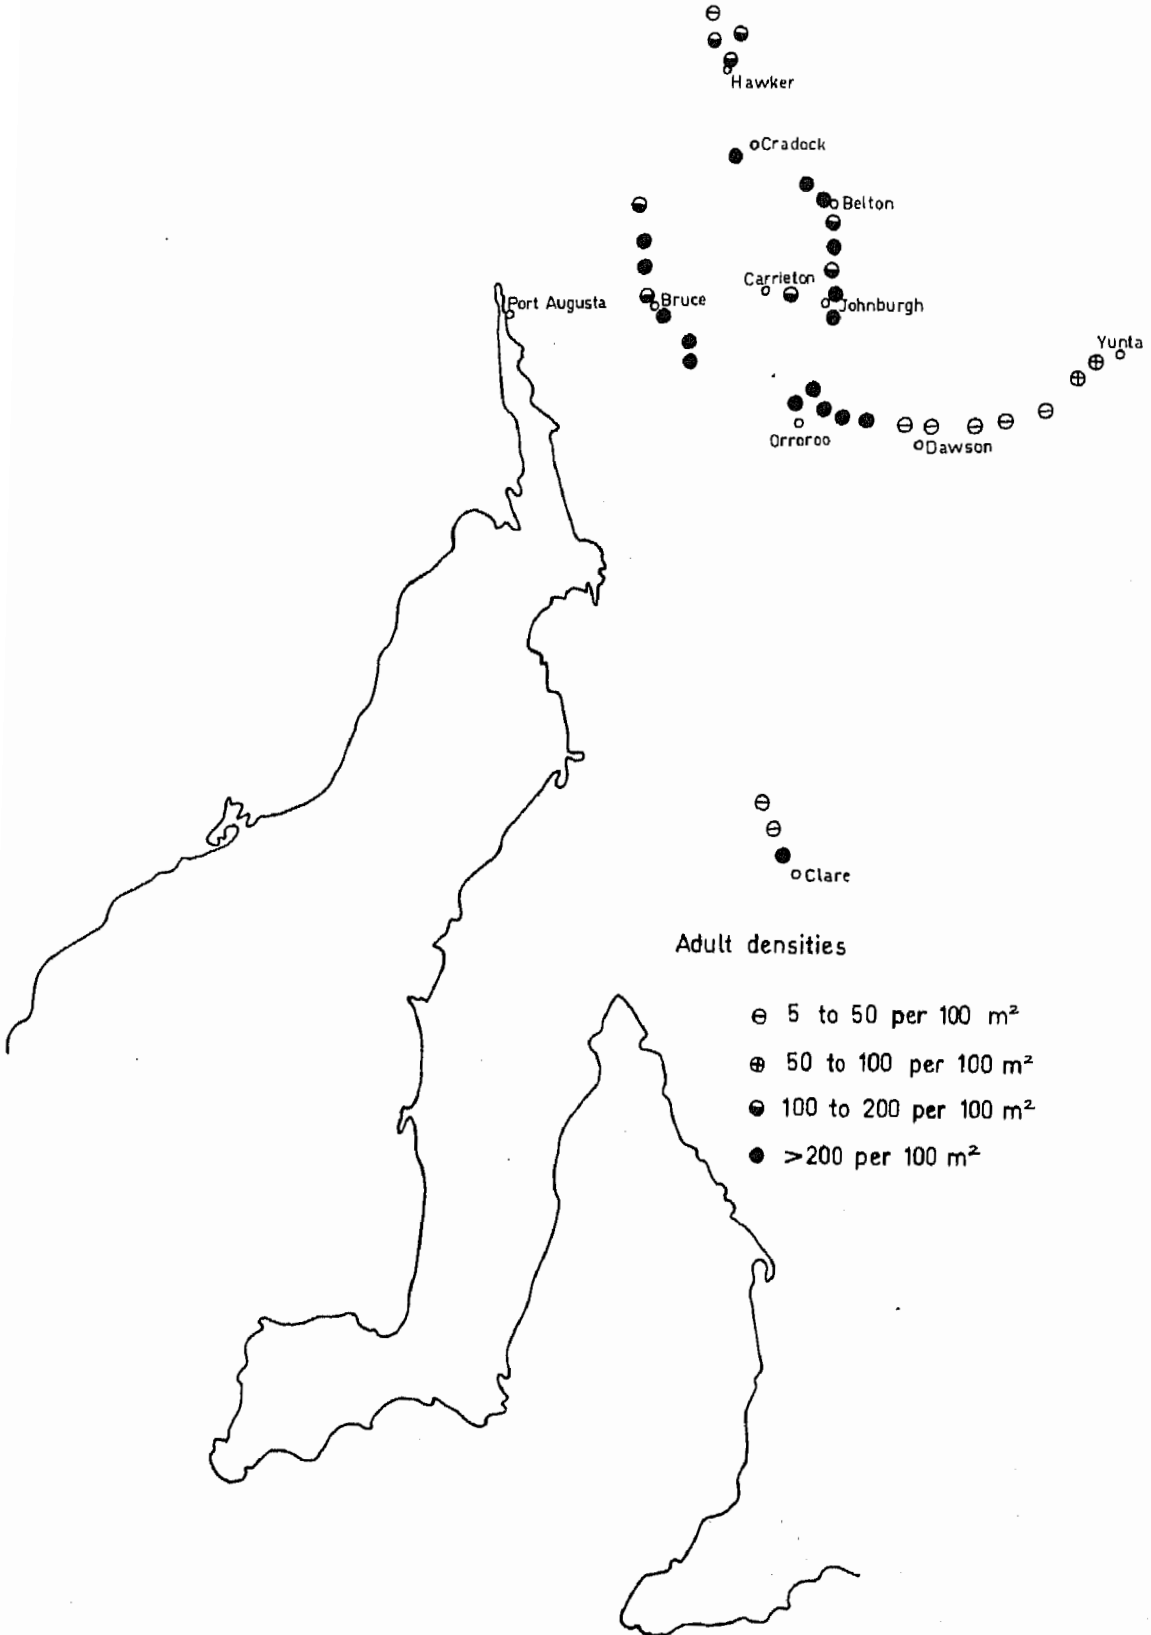 Hawker
Cradock
Belton
Carrieton
Port Augusta
Bruce
Johnburgh
Yunta
Orroroo
Dawson
Clare
Adult densities
5 to 50 per 100 m²
50 to 100 per 100 m²
100 to 200 per 100 m²
>200 per 100 m²